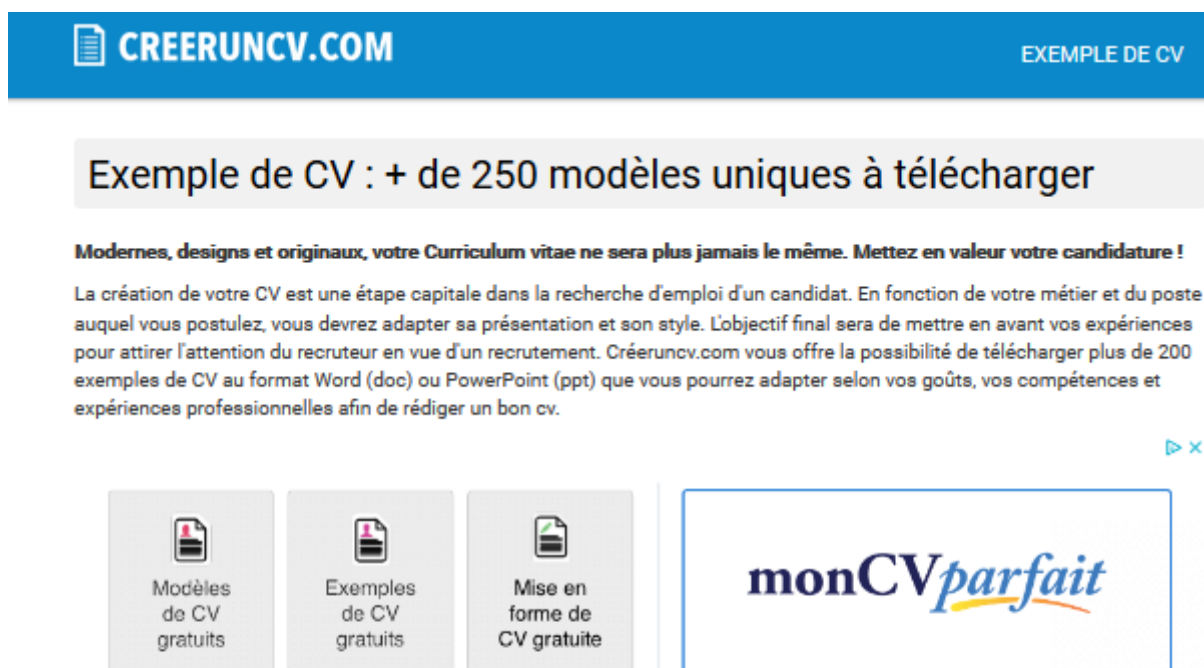 CREERUNCV.COM
EXEMPLE DE CV
Exemple de CV : + de 250 modèles uniques à télécharger
Modernes, designs et originaux, votre Curriculum vitae ne sera plus jamais le même. Mettez en valeur votre candidature !
La création de votre CV est une étape capitale dans la recherche d'emploi d'un candidat. En fonction de votre métier et du poste
auquel vous postulez, vous devrez adapter sa présentation et son style. L'objectif final sera de mettre en avant vos expériences
pour attirer l'attention du recruteur en vue d'un recrutement. Créeruncv.com vous offre la possibilité de télécharger plus de 200
exemples de CV au format Word (doc) ou PowerPoint (ppt) que vous pourrez adapter selon vos goûts, vos compétences et
expériences professionnelles afin de rédiger un bon cv.
Modèles
de CV
gratuits
Exemples
de CV
gratuits
Mise en
forme de
CV gratuite
monCVparfait